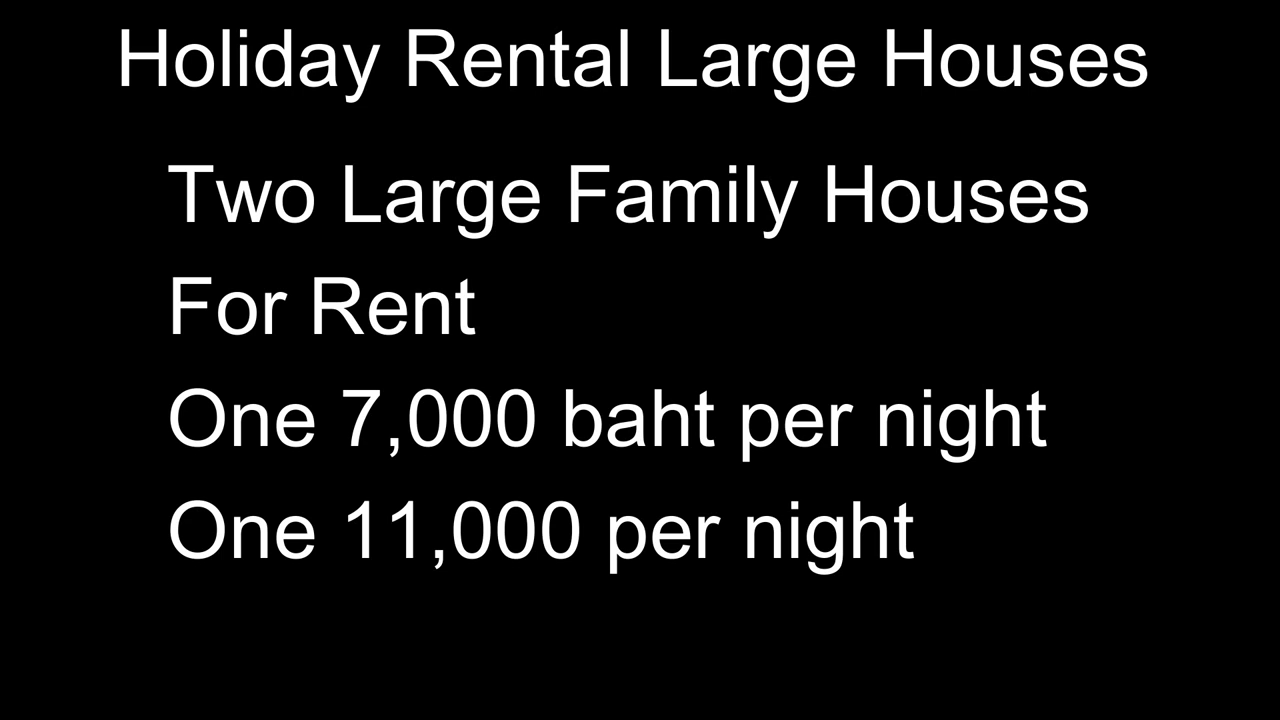 Holiday Rental Large Houses
Two Large Family Houses
For Rent
One 7,000 baht per night
One 11,000 per night